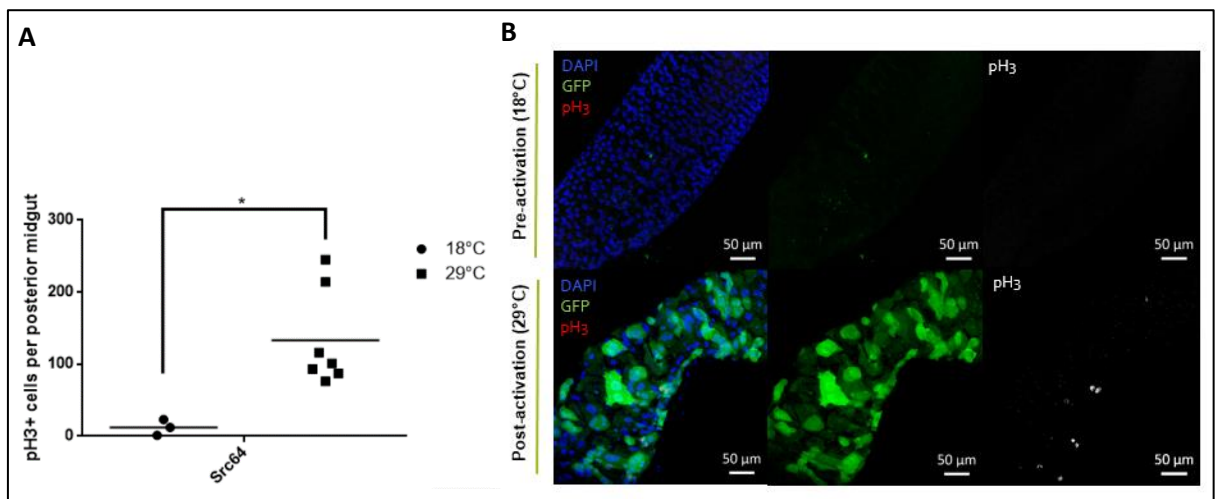 A
pH3+ cells per posterior midgut
300
200
100
0
*
Src64
18°C
29°C
B
Pre-activation (18°C)
DAPI
GFP
pH3
pH3
50 µm
50 µm
50 µm
Post-activation (29°C)
DAPI
GFP
pH3
pH3
50 µm
50 µm
50 µm